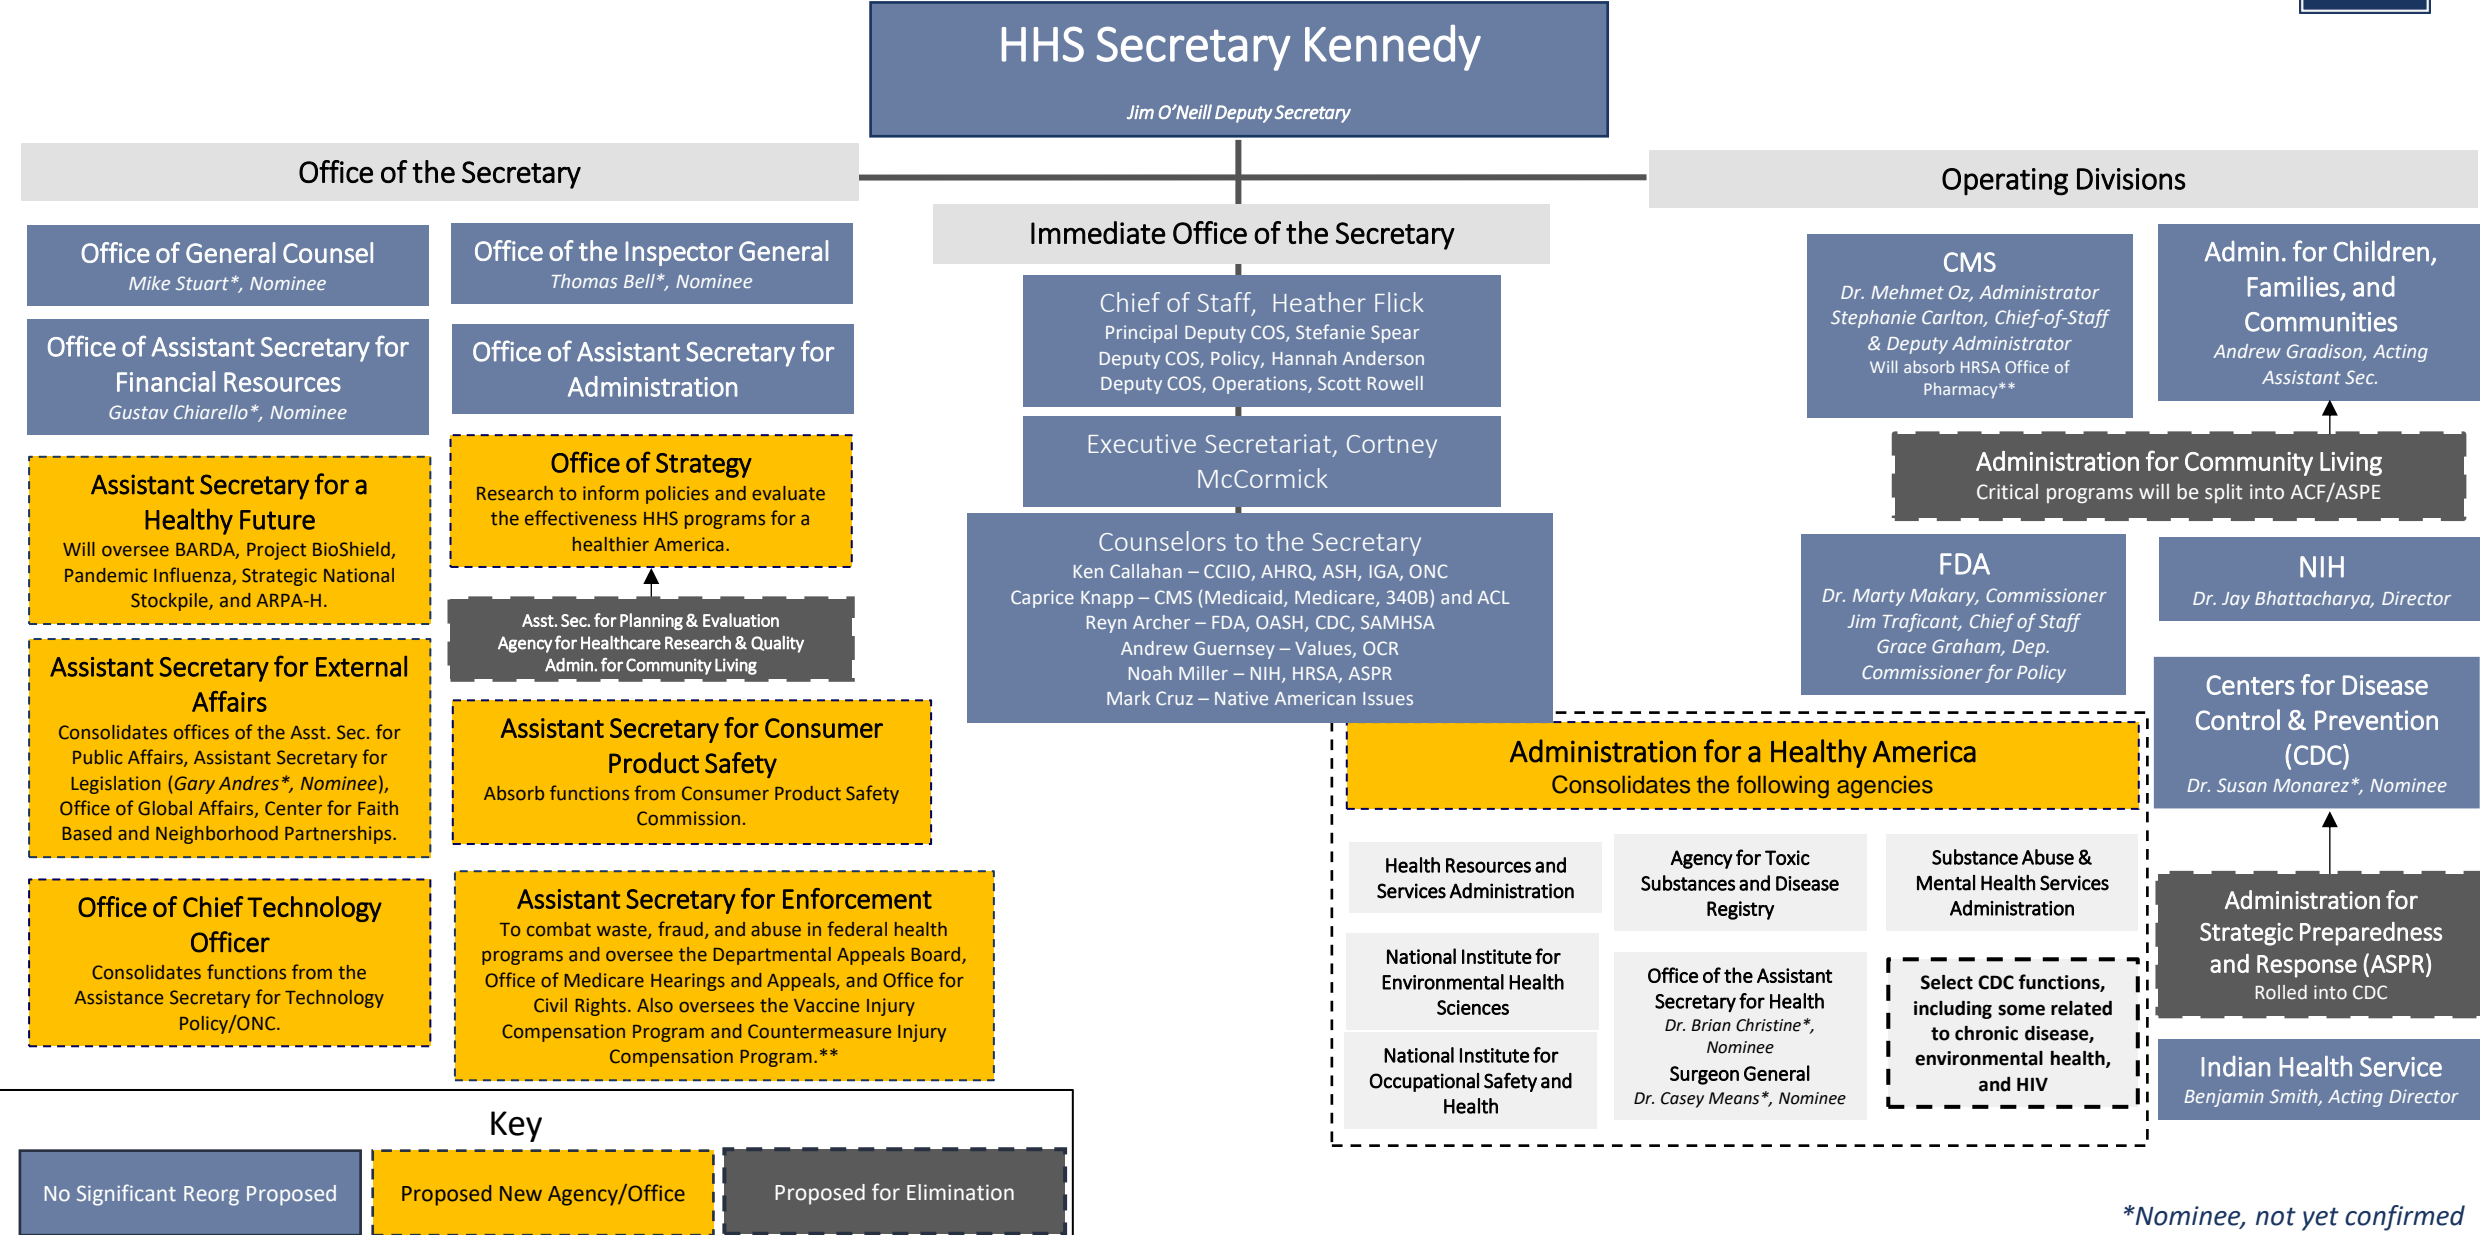 HHS Secretary Kennedy
Jim O'Neill Deputy Secretary
Office of the Secretary
Office of General Counsel
Mike Stuart*, Nominee
Office of the Inspector General
Thomas Bell*, Nominee
Office of Assistant Secretary for
Financial Resources
Gustav Chiarello*, Nominee
Office of Assistant Secretary for
Administration
Assistant Secretary for a
Healthy Future
Will oversee BARDA, Project BioShield,
Pandemic Influenza, Strategic National
Stockpile, and ARPA-H.
Office of Strategy
Research to inform policies and evaluate
the effectiveness HHS programs for a
healthier America.
Asst. Sec. for Planning & Evaluation
Agency for Healthcare Research & Quality
Admin. for Community Living
Assistant Secretary for External
Affairs
Consolidates offices of the Asst. Sec. for
Public Affairs, Assistant Secretary for
Legislation (Gary Andres*, Nominee),
Office of Global Affairs, Center for Faith
Based and Neighborhood Partnerships.
Assistant Secretary for Consumer
Product Safety
Absorb functions from Consumer Product Safety
Commission.
Office of Chief Technology
Officer
Consolidates functions from the
Assistance Secretary for Technology
Policy/ONC.
Assistant Secretary for Enforcement
To combat waste, fraud, and abuse in federal health
programs and oversee the Departmental Appeals Board,
Office of Medicare Hearings and Appeals, and Office for
Civil Rights. Also oversees the Vaccine Injury
Compensation Program and Countermeasure Injury
Compensation Program.**
Immediate Office of the Secretary
Chief of Staff, Heather Flick
Principal Deputy COS, Stefanie Spear
Deputy COS, Policy, Hannah Anderson
Deputy COS, Operations, Scott Rowell
Executive Secretariat, Cortney
McCormick
Counselors to the Secretary
Ken Callahan – CCIIO, AHRQ, ASH, IGA, ONC
Caprice Knapp – CMS (Medicaid, Medicare, 340B) and ACL
Reyn Archer – FDA, OASH, CDC, SAMHSA
Andrew Guernsey – Values, OCR
Noah Miller – NIH, HRSA, ASPR
Mark Cruz – Native American Issues
Operating Divisions
CMS
Dr. Mehmet Oz, Administrator
Stephanie Carlton, Chief-of-Staff
& Deputy Administrator
Will absorb HRSA Office of
Pharmacy**
Admin. for Children,
Families, and
Communities
Andrew Gradison, Acting
Assistant Sec.
Administration for Community Living
Critical programs will be split into ACF/ASPE
FDA
Dr. Marty Makary, Commissioner
Jim Traficant, Chief of Staff
Grace Graham, Dep.
Commissioner for Policy
NIH
Dr. Jay Bhattacharya, Director
Centers for Disease
Control & Prevention
(CDC)
Dr. Susan Monarez*, Nominee
Administration for
Strategic Preparedness
and Response (ASPR)
Rolled into CDC
Indian Health Service
Benjamin Smith, Acting Director
Administration for a Healthy America
Consolidates the following agencies
Health Resources and
Services Administration
Agency for Toxic
Substances and Disease
Registry
Substance Abuse &
Mental Health Services
Administration
National Institute for
Environmental Health
Sciences
Office of the Assistant
Secretary for Health
Dr. Brian Christine*,
Nominee
Surgeon General
Dr. Casey Means*, Nominee
Select CDC functions,
including some related
to chronic disease,
environmental health,
and HIV
National Institute for
Occupational Safety and
Health
Key
No Significant Reorg Proposed
Proposed New Agency/Office
Proposed for Elimination
*Nominee, not yet confirmed